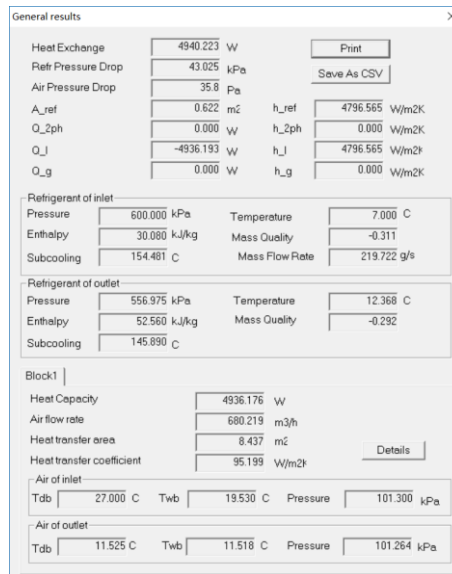 General results
Heat Exchange 4940.223 W Print
Refr Pressure Drop 43.025 kPa Save As CSV
Air Pressure Drop 35.8 Pa
A_ref 0.622 m2 h_ref 4796.565 W/m2K
Q_2ph 0.000 W h_2ph 0.000 W/m2K
Q_l -4936.193 W h_l 4796.565 W/m2K
Q_g 0.000 W h_g 0.000 W/m2K
Refrigerant of inlet
Pressure 600.000 kPa Temperature 7.000 C
Enthalpy 30.080 kJ/kg Mass Quality -0.311
Subcooling 154.481 C Mass Flow Rate 219.722 g/s
Refrigerant of outlet
Pressure 556.975 kPa Temperature 12.368 C
Enthalpy 52.560 kJ/kg Mass Quality -0.292
Subcooling 145.890 C
Block1
Heat Capacity 4936.176 W
Air flow rate 680.219 m3/h
Heat transfer area 8.437 m2 Details
Heat transfer coefficient 95.199 W/m2K
Air of inlet
Tdb 27.000 C Twb 19.530 C Pressure 101.300 kPa
Air of outlet
Tdb 11.525 C Twb 11.518 C Pressure 101.264 kPa